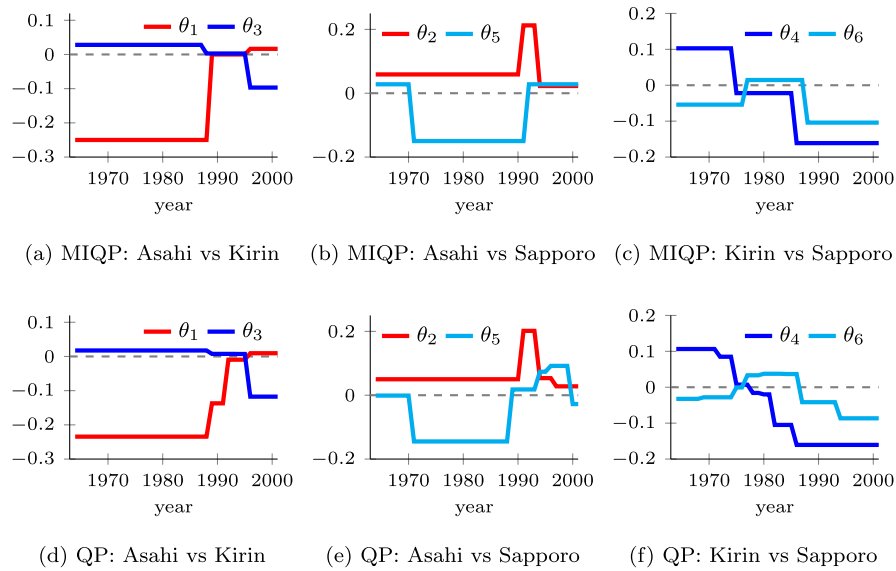 θ1 θ3
0.1
0
−0.1
−0.2
−0.3
1970 1980 1990 2000
year
(a) MIQP: Asahi vs Kirin
θ2 θ5
0.2
0
−0.2
1970 1980 1990 2000
year
(b) MIQP: Asahi vs Sapporo
θ4 θ6
0.2
0.1
0
−0.1
−0.2
1970 1980 1990 2000
year
(c) MIQP: Kirin vs Sapporo
θ1 θ3
0.1
0
−0.1
−0.2
−0.3
1970 1980 1990 2000
year
(d) QP: Asahi vs Kirin
θ2 θ5
0.2
0
−0.2
1970 1980 1990 2000
year
(e) QP: Asahi vs Sapporo
θ4 θ6
0.2
0.1
0
−0.1
−0.2
1970 1980 1990 2000
year
(f) QP: Kirin vs Sapporo